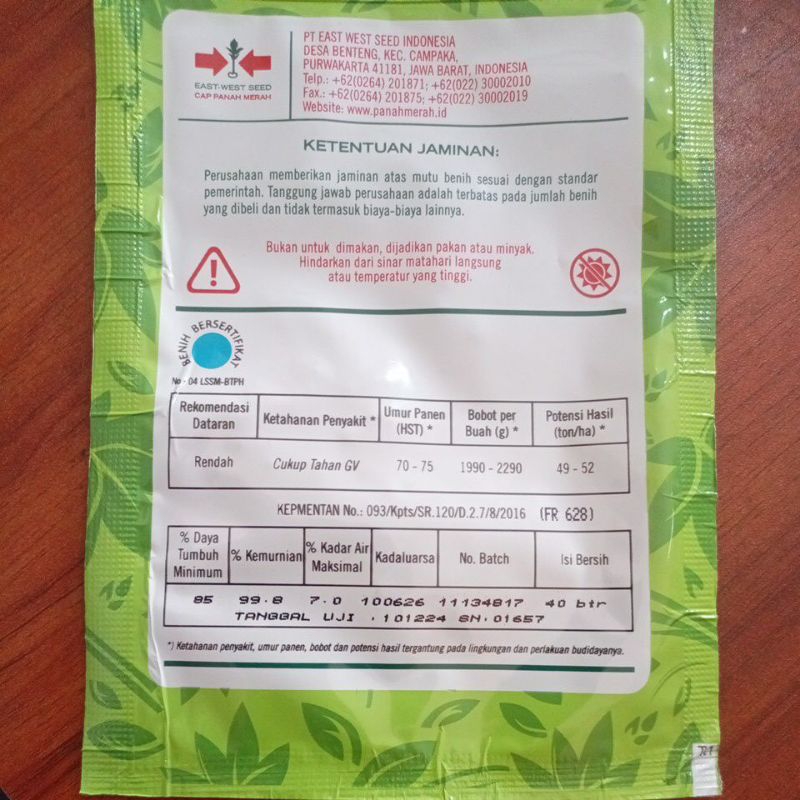 EAST-WEST SEED
CAP PANAH MERAH
PT EAST WEST SEED INDONESIA
DESA BENTENG, KEC. CAMPAKA,
PURWAKARTA 41181, JAWA BARAT, INDONESIA
Telp.: +62(0264) 201871; +62(022) 30002010
Fax.: +62(0264) 201875; +62(022) 30002019
Website: www.panahmerah.id
KETENTUAN JAMINAN:
Perusahaan memberikan jaminan atas mutu benih sesuai dengan standar
pemerintah. Tanggung jawab perusahaan adalah terbatas pada jumlah benih
yang dibeli dan tidak termasuk biaya-biaya lainnya.
Bukan untuk dimakan, dijadikan pakan atau minyak.
Hindarkan dari sinar matahari langsung
atau temperatur yang tinggi.
BENIH BERSERTIFIKAT
No - 04 LSSM-BTPH
Rekomendasi Dataran Ketahanan Penyakit * Umur Panen (HST) * Bobot per Buah (g) * Potensi Hasil (ton/ha) *
Rendah Cukup Tahan GV 70 - 75 1990 - 2290 49 - 52
KEPMENTAN No.: 093/Kpts/SR.120/D.2.7/8/2016 (FR 628)
% Daya Tumbuh Minimum % Kemurnian % Kadar Air Maksimal Kadaluarsa No. Batch Isi Bersih
85 99.8 7.0 100626 11134817 40 btr
TANGGAL UJI . 101224 SN.01657
*) Ketahanan penyakit, umur panen, bobot dan potensi hasil tergantung pada lingkungan dan perlakuan budidayanya.